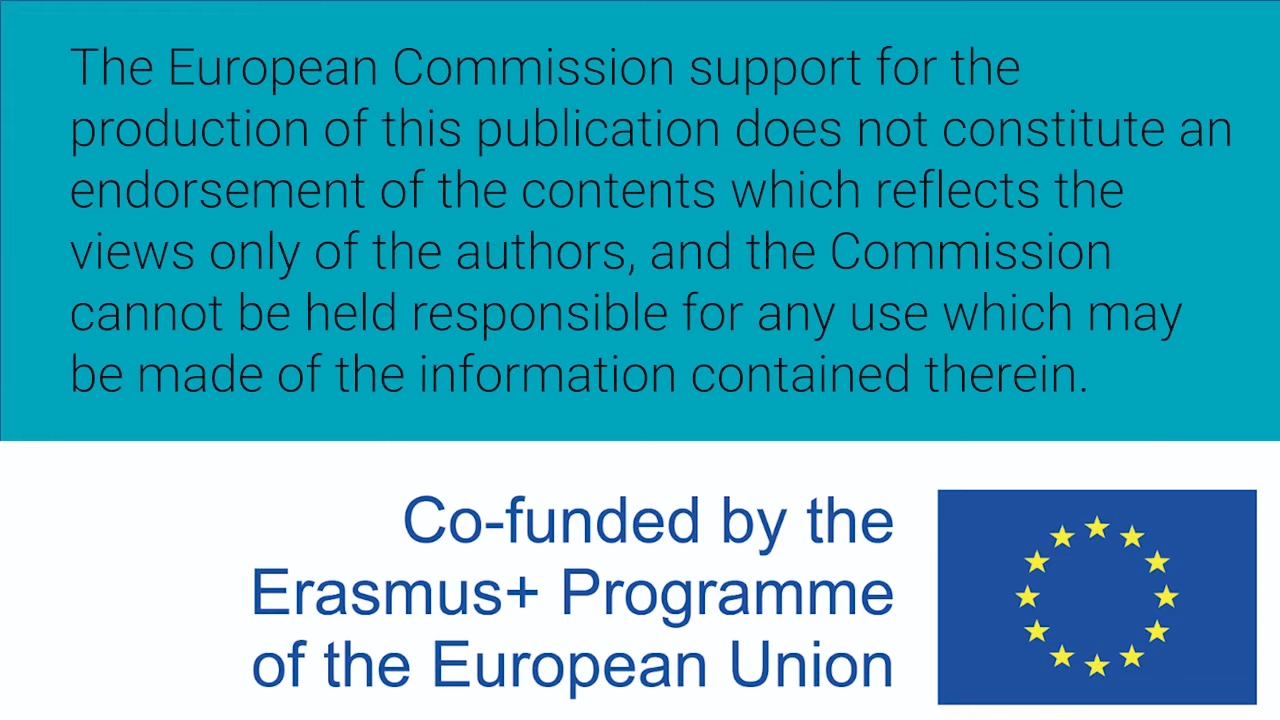 The European Commission support for the
production of this publication does not constitute an
endorsement of the contents which reflects the
views only of the authors, and the Commission
cannot be held responsible for any use which may
be made of the information contained therein.
Co-funded by the
Erasmus+ Programme
of the European Union